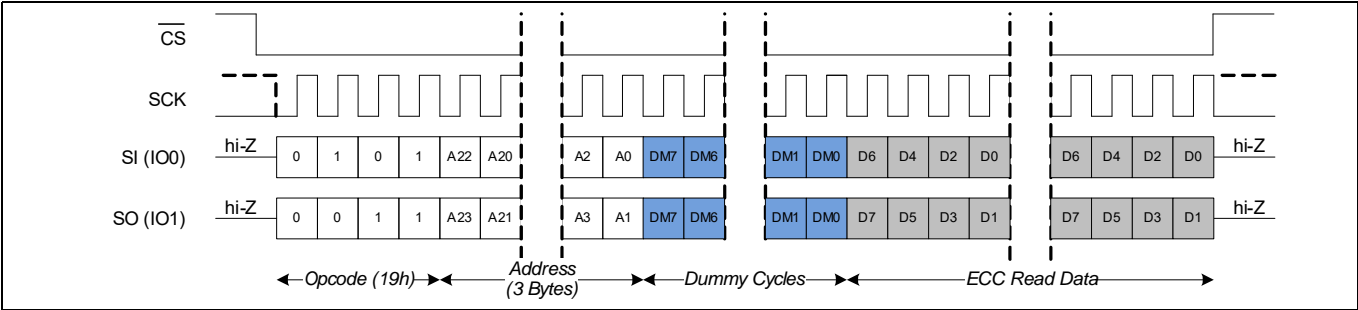 CS
SCK
SI (IO0) hi-Z 0 1 0 1 A22 A20 A2 A0 DM7 DM6 DM1 DM0 D6 D4 D2 D0 D6 D4 D2 D0 hi-Z
SO (IO1) hi-Z 0 0 1 1 A23 A21 A3 A1 DM7 DM6 DM1 DM0 D7 D5 D3 D1 D7 D5 D3 D1 hi-Z
Opcode (19h) Address Dummy Cycles ECC Read Data
(3 Bytes)